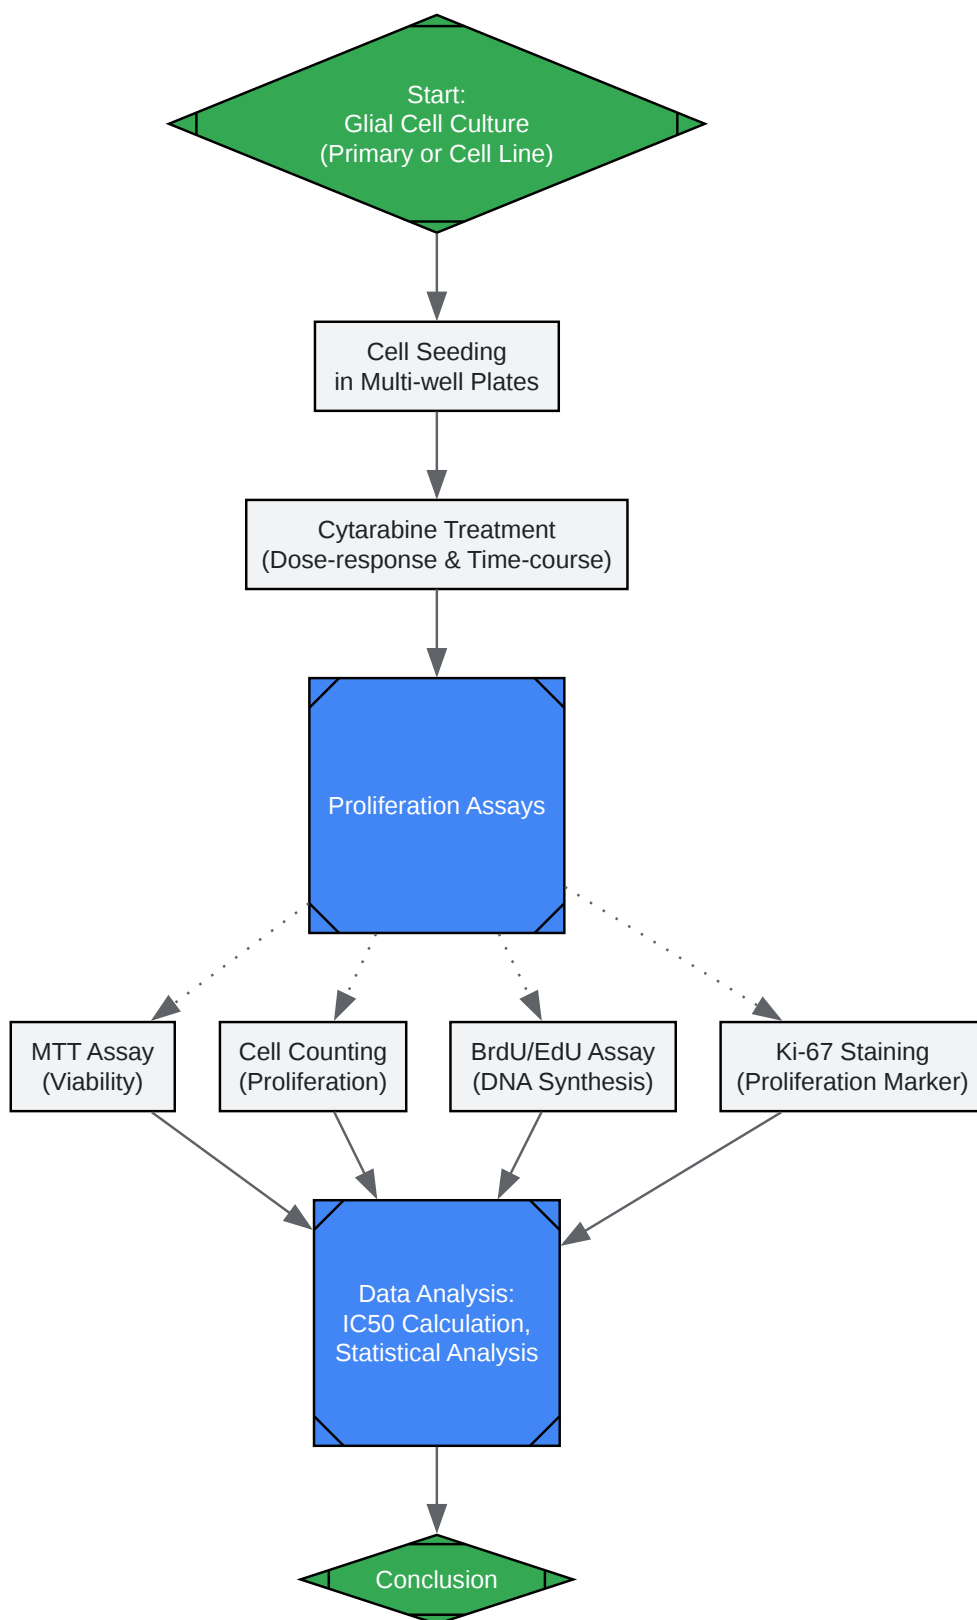 Start:
Glial Cell Culture
(Primary or Cell Line)
Cell Seeding
in Multi-well Plates
Cytarabine Treatment
(Dose-response & Time-course)
Proliferation Assays
MTT Assay
(Viability)
Cell Counting
(Proliferation)
BrdU/EdU Assay
(DNA Synthesis)
Ki-67 Staining
(Proliferation Marker)
Data Analysis:
IC50 Calculation,
Statistical Analysis
Conclusion